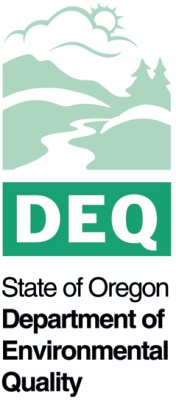 DEQ
State of Oregon
Department of
Environmental
Quality